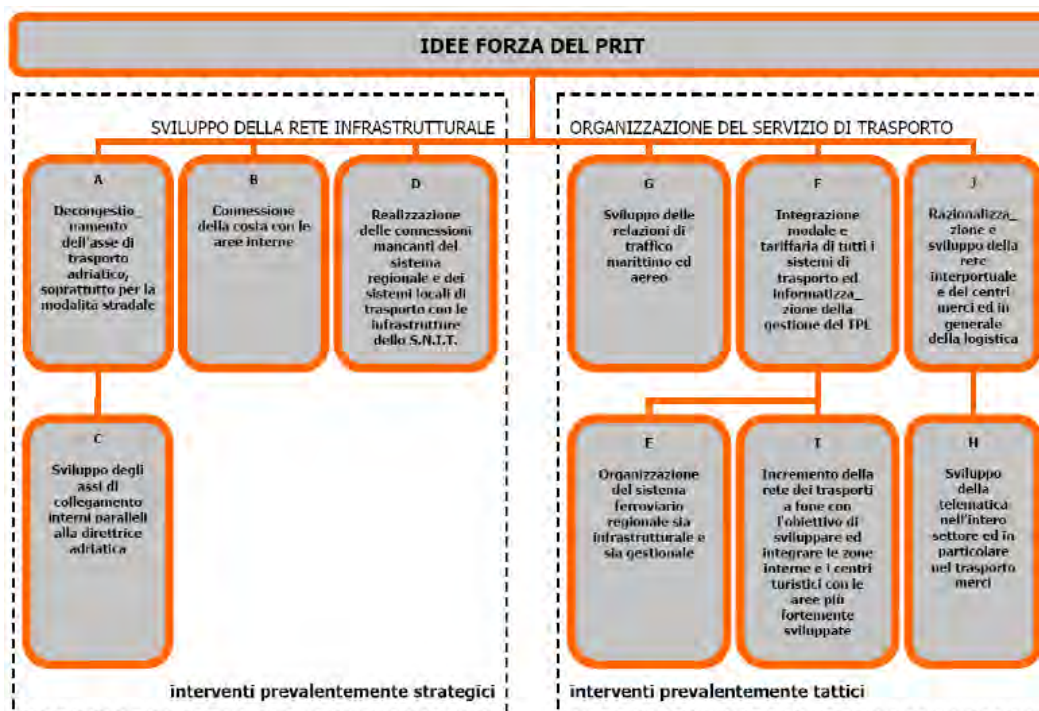 IDEE FORZA DEL PRIT
SVILUPPO DELLA RETE INFRASTRUTTURALE
A
Decongestio_
namento
dell'asse di
trasporto
adriatico,
soprattutto per la
modalità stradale
B
Connessione
della costa con le
aree interne
D
Realizzazione
delle connessioni
mancanti del
sistema
regionale e dei
sistemi locali di
trasporto con le
infrastrutture
dello S.N.I.T.
C
Sviluppo degli
assi di
collegamento
interni paralleli
alla direttrice
adriatica
interventi prevalentemente strategici
ORGANIZZAZIONE DEL SERVIZIO DI TRASPORTO
G
Sviluppo delle
relazioni di
traffico
marittimo ed
aereo
F
Integrazione
modale e
tariffaria di tutti i
sistemi di
trasporto ed
informatizza_
zione della
gestione del TPL
J
Razionalizza_
zione e
sviluppo della
rete
interportuale
e dei centri
merci ed in
generale
della logistica
E
Organizzazione
del sistema
ferroviario
regionale sia
infrastrutturale e
sia gestionale
I
Incremento della
rete dei trasporti
a fune con
l'obiettivo di
sviluppare ed
integrare le zone
interne e i centri
turistici con le
aree più
fortemente
sviluppate
H
Sviluppo
della
telematica
nell'intero
settore ed in
particolare
nel trasporto
merci
interventi prevalentemente tattici